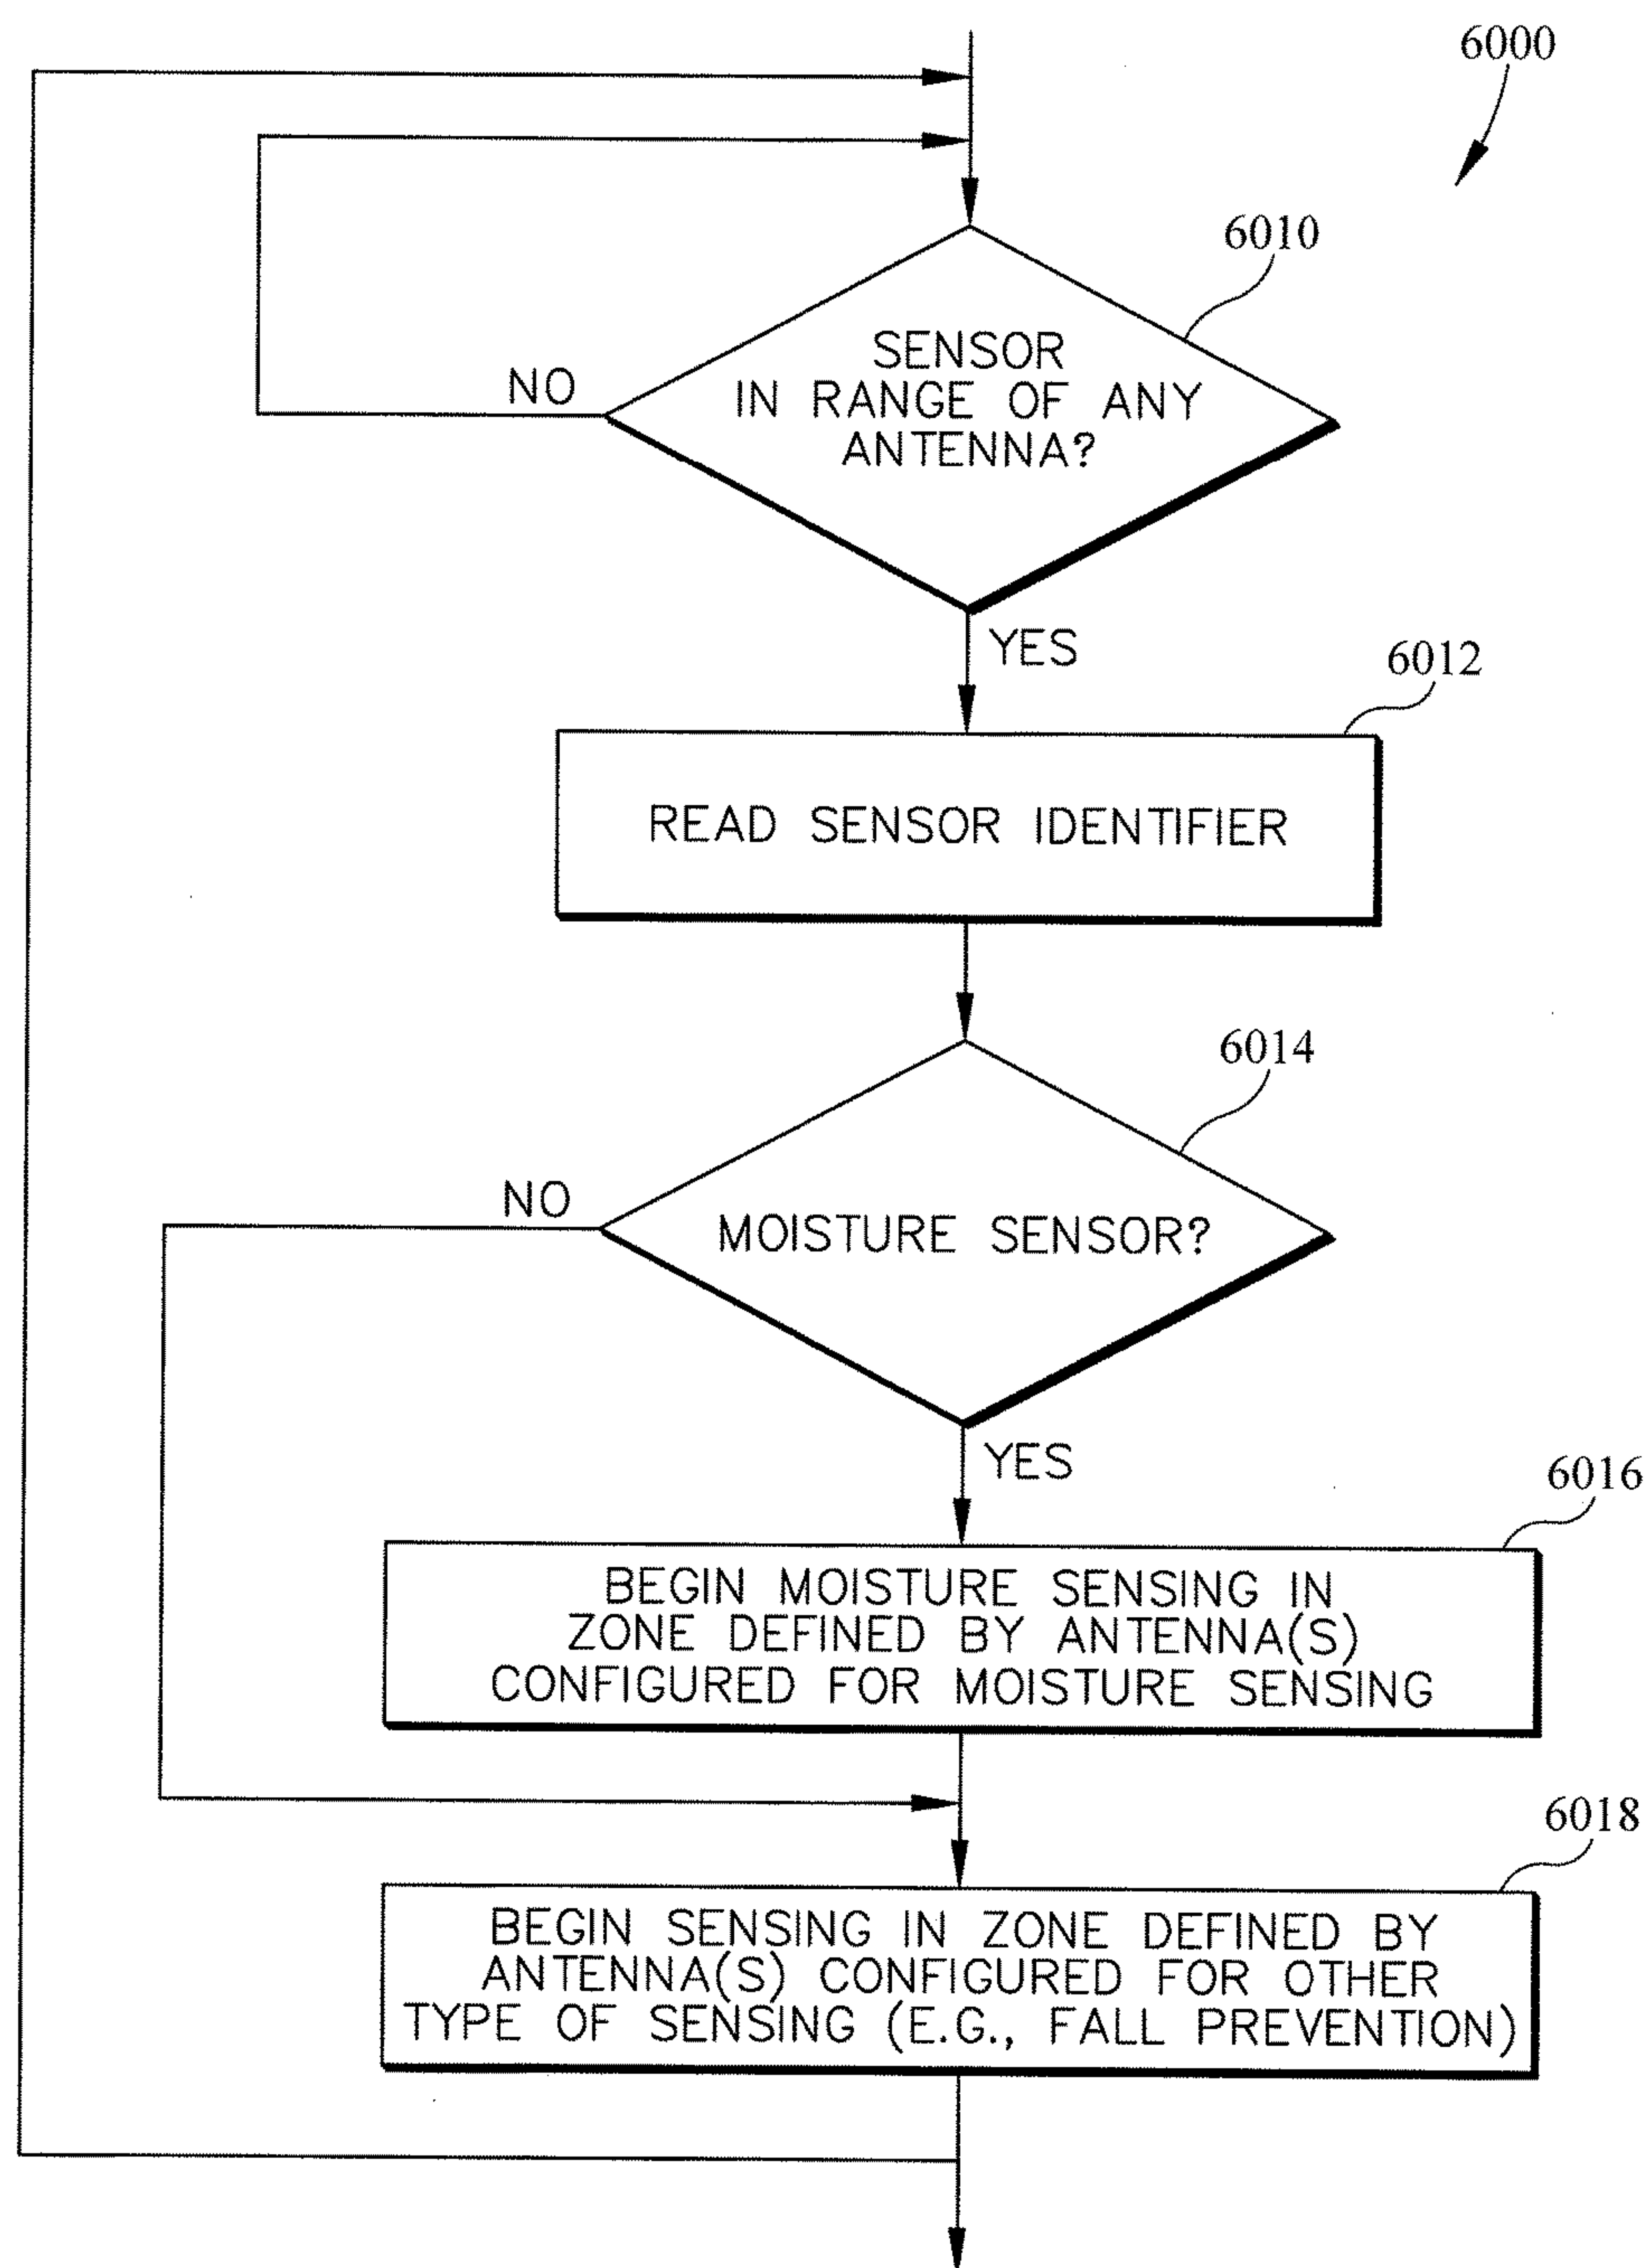 6000
6010
SENSOR
IN RANGE OF ANY
ANTENNA?
NO
YES
6012
READ SENSOR IDENTIFIER
6014
NO
MOISTURE SENSOR?
YES
6016
BEGIN MOISTURE SENSING IN
ZONE DEFINED BY ANTENNA(S)
CONFIGURED FOR MOISTURE SENSING
6018
BEGIN SENSING IN ZONE DEFINED BY
ANTENNA(S) CONFIGURED FOR OTHER
TYPE OF SENSING (E.G., FALL PREVENTION)